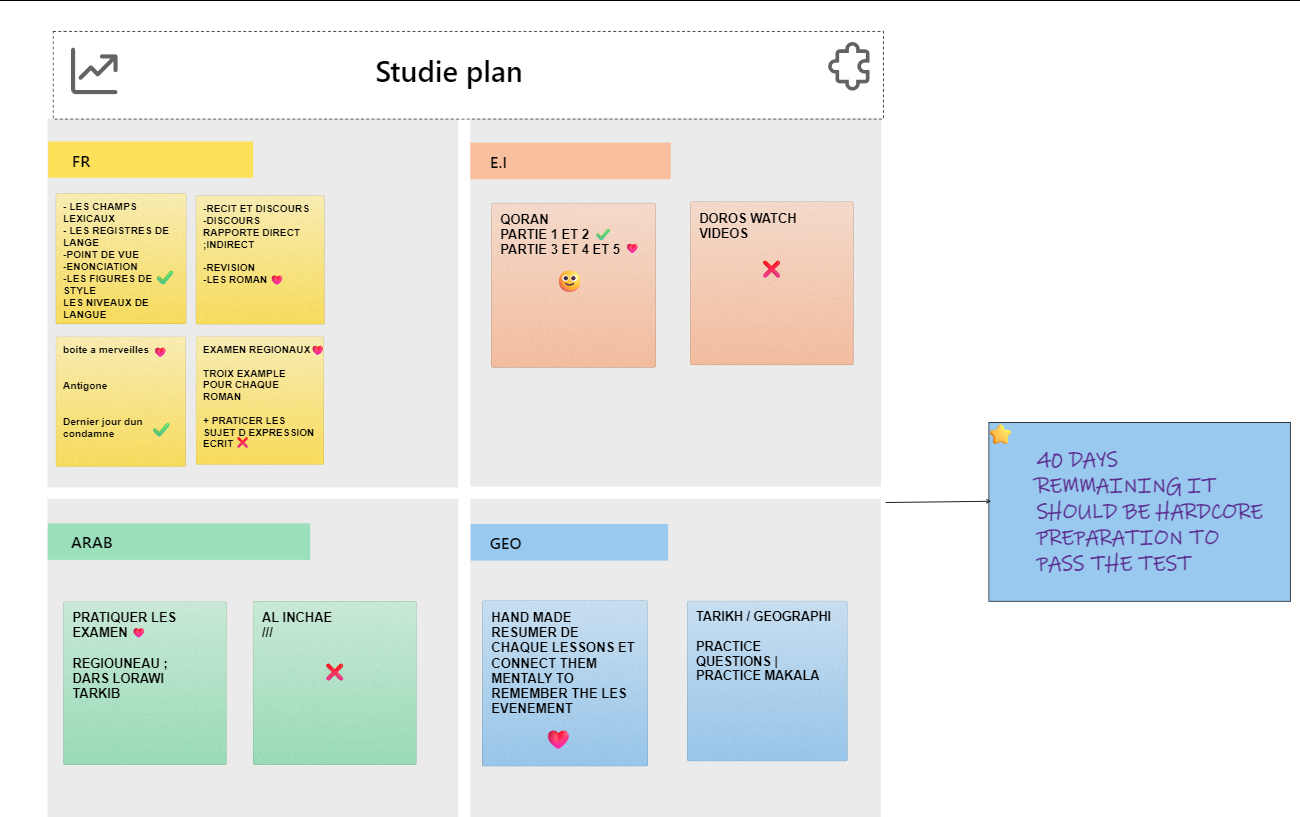 Studie plan
FR
- LES CHAMPS
LEXICAUX
- LES REGISTRES DE
LANGE
-POINT DE VUE
-ENONCIATION
-LES FIGURES DE
STYLE
LES NIVEAUX DE
LANGUE
-RECIT ET DISCOURS
-DISCOURS
RAPPORTE DIRECT
;INDIRECT
-REVISION
-LES ROMAN
boite a merveilles
Antigone
Dernier jour dun
condamne
EXAMEN REGIONAUX
TROIX EXAMPLE
POUR CHAQUE
ROMAN
+ PRATICER LES
SUJET D EXPRESSION
ECRIT
E.I
QORAN
PARTIE 1 ET 2
PARTIE 3 ET 4 ET 5
DOROS WATCH
VIDEOS
ARAB
PRATIQUER LES
EXAMEN
REGIOUNEAU ;
DARS LORAWI
TARKIB
AL INCHAE
///
GEO
HAND MADE
RESUMER DE
CHAQUE LESSONS ET
CONNECT THEM
MENTALY TO
REMEMBER THE LES
EVENEMENT
TARIKH / GEOGRAPHI
PRACTICE
QUESTIONS |
PRACTICE MAKALA
40 DAYS
REMMAINING IT
SHOULD BE HARDCORE
PREPARATION TO
PASS THE TEST